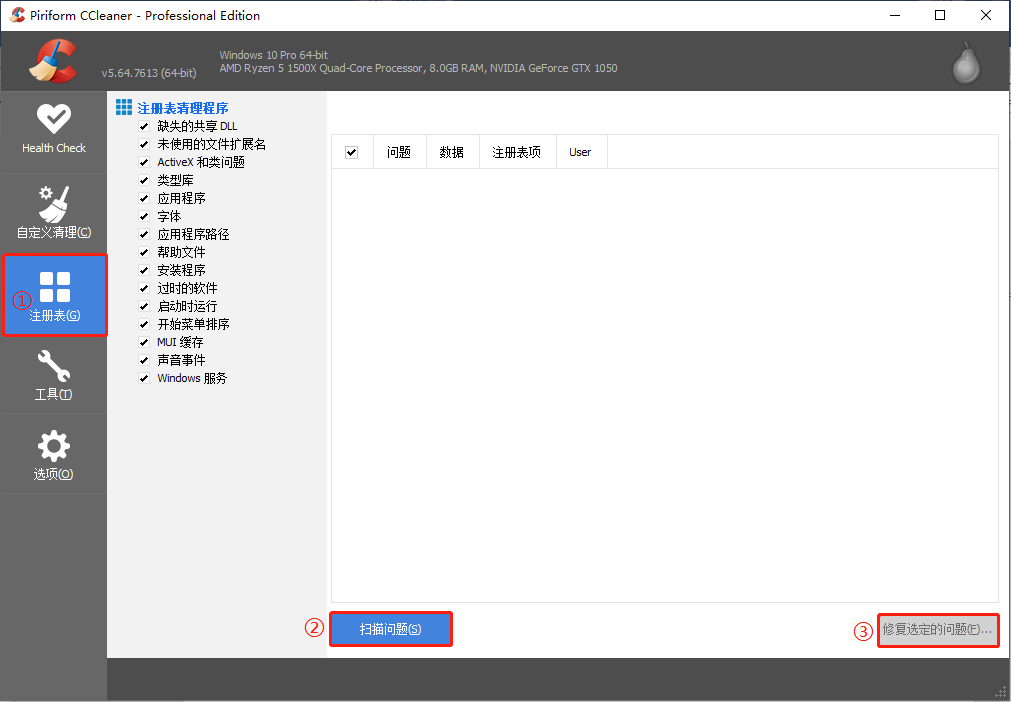 Piriform CCleaner - Professional Edition
v5.64.7613 (64-bit)
Windows 10 Pro 64-bit
AMD Ryzen 5 1500X Quad-Core Processor, 8.0GB RAM, NVIDIA GeForce GTX 1050
Health Check
自定义清理(C)
①
注册表(G)
工具(T)
选项(O)
注册表清理程序
缺失的共享 DLL
未使用的文件扩展名
ActiveX 和类问题
类型库
应用程序
字体
应用程序路径
帮助文件
安装程序
过时的软件
启动时运行
开始菜单排序
MUI 缓存
声音事件
Windows 服务
问题 数据 注册表项 User
② 扫描问题(S)
③ 修复选定的问题(F)...